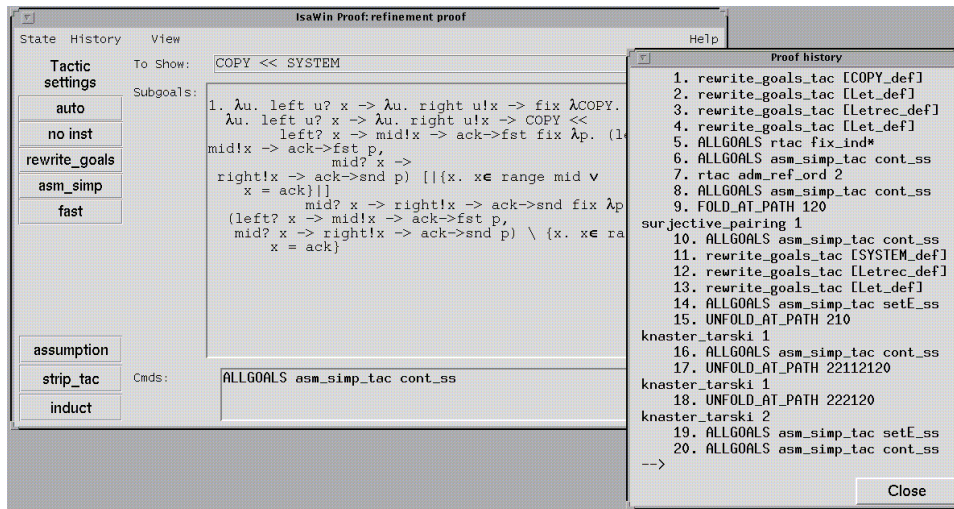 IsaWin Proof: refinement proof
State History View Help
Tactic settings
auto
no inst
rewrite_goals
asm_simp
fast
assumption
strip_tac
induct
To Show: COPY << SYSTEM
Subgoals:
1. λu. left u? x -> λu. right u!x -> fix λCOPY.
λu. left u? x -> λu. right u!x -> COPY <<
left? x -> mid!x -> ack->fst fix λp. (le
mid!x -> ack->fst p,
mid? x ->
right!x -> ack->snd p) [|{x. x∈ range mid ∨
x = ack}|]
mid? x -> right!x -> ack->snd fix λp
(left? x -> mid!x -> ack->fst p,
mid? x -> right!x -> ack->snd p) \ {x. x∈ ra
x = ack}
Cmds: ALLGOALS asm_simp_tac cont_ss
Proof history
1. rewrite_goals_tac [COPY_def]
2. rewrite_goals_tac [Let_def]
3. rewrite_goals_tac [Letrec_def]
4. rewrite_goals_tac [Let_def]
5. ALLGOALS rtac fix_ind*
6. ALLGOALS asm_simp_tac cont_ss
7. rtac adm_ref_ord 2
8. ALLGOALS asm_simp_tac cont_ss
9. FOLD_AT_PATH 120
surjective_pairing 1
10. ALLGOALS asm_simp_tac cont_ss
11. rewrite_goals_tac [SYSTEM_def]
12. rewrite_goals_tac [Letrec_def]
13. rewrite_goals_tac [Let_def]
14. ALLGOALS asm_simp_tac setE_ss
15. UNFOLD_AT_PATH 210
knaster_tarski 1
16. ALLGOALS asm_simp_tac cont_ss
17. UNFOLD_AT_PATH 22112120
knaster_tarski 1
18. UNFOLD_AT_PATH 222120
knaster_tarski 2
19. ALLGOALS asm_simp_tac setE_ss
20. ALLGOALS asm_simp_tac cont_ss
-->
Close